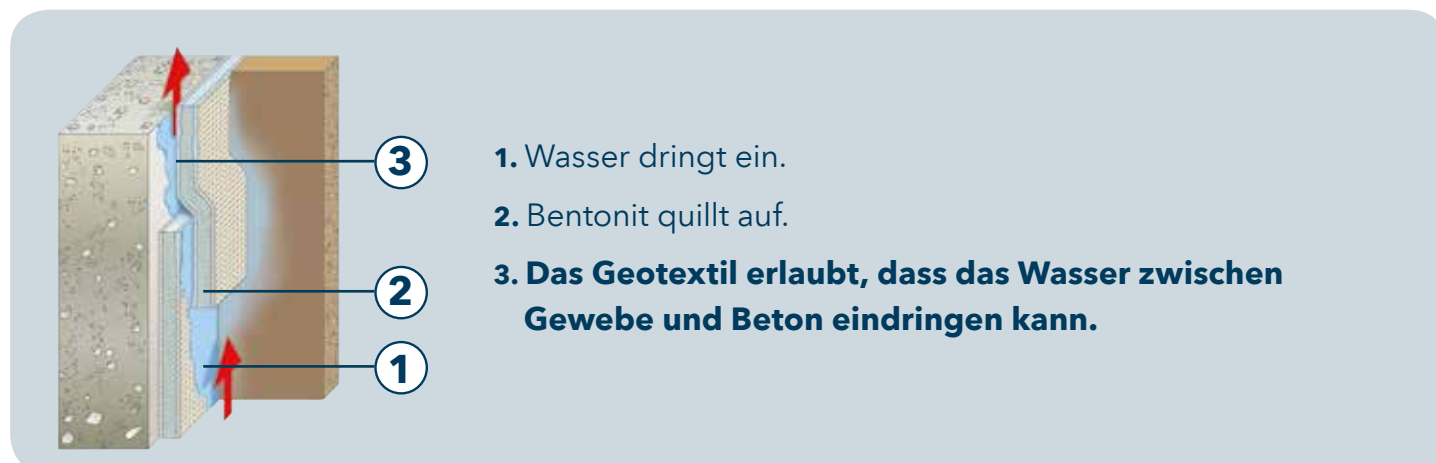 3
2
1
1. Wasser dringt ein.
2. Bentonit quillt auf.
3. Das Geotextil erlaubt, dass das Wasser zwischen
Gewebe und Beton eindringen kann.